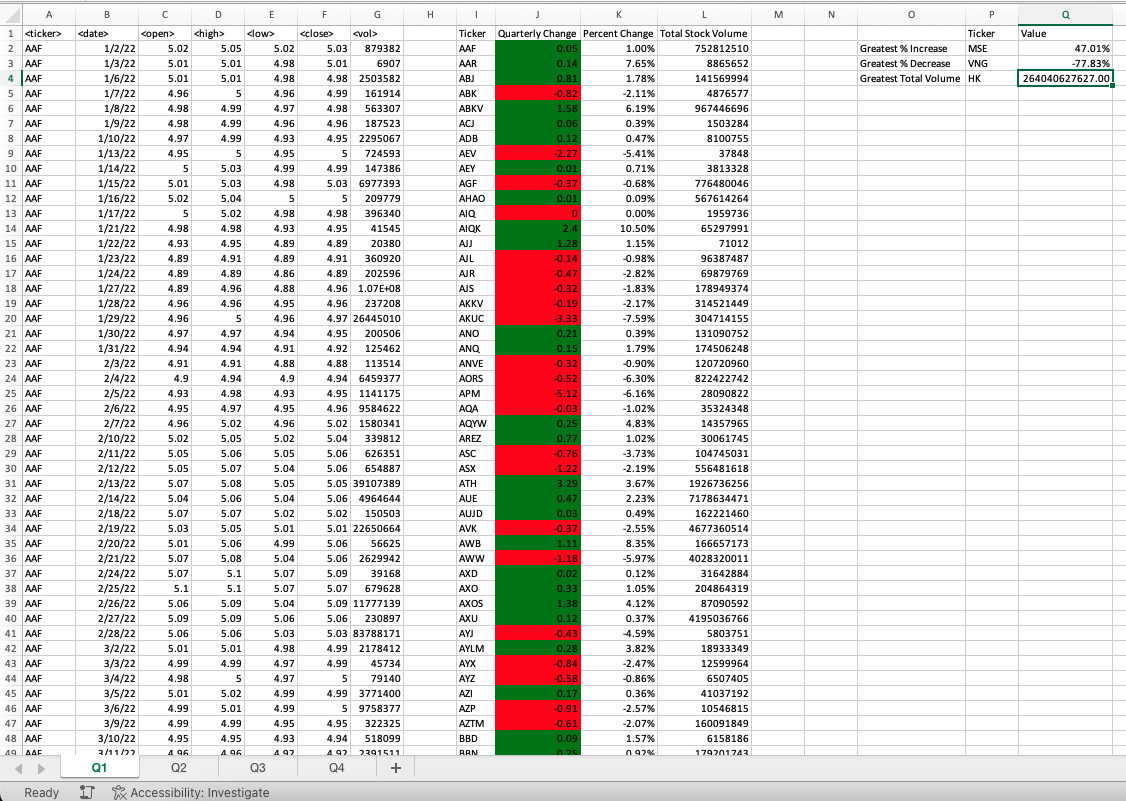 A B C D E F G H I J K L M N O P Q
1 <ticker> <date> <open> <high> <low> <close> <vol> Ticker Quarterly Change Percent Change Total Stock Volume Ticker Value
2 AAF 1/2/22 5.02 5.05 5.02 5.03 879382 AAF 0.05 1.00% 752812510 Greatest % Increase MSE 47.01%
3 AAF 1/3/22 5.01 5.01 4.98 5.01 6907 AAR 0.14 7.65% 8865652 Greatest % Decrease VNG -77.83%
4 AAF 1/6/22 5.01 5.01 4.98 4.98 2503582 ABJ 0.81 1.78% 141569994 Greatest Total Volume HK 264040627627.00
5 AAF 1/7/22 4.96 5 4.96 4.99 161914 ABK -0.82 -2.11% 4876577
6 AAF 1/8/22 4.98 4.99 4.97 4.98 563307 ABKV 1.58 6.19% 967446696
7 AAF 1/9/22 4.98 4.99 4.96 4.96 187523 ACJ 0.06 0.39% 1503284
8 AAF 1/10/22 4.97 4.99 4.93 4.95 2295067 ADB 0.12 0.47% 8100755
9 AAF 1/13/22 4.95 5 4.95 5 724593 AEV -2.27 -5.41% 37848
10 AAF 1/14/22 5 5.03 4.99 4.99 147386 AEY 0.01 0.71% 3813328
11 AAF 1/15/22 5.01 5.03 4.98 5.03 6977393 AGF -0.37 -0.68% 776480046
12 AAF 1/16/22 5.02 5.04 5 5 209779 AHAO 0.01 0.09% 567614264
13 AAF 1/17/22 5 5.02 4.98 4.98 396340 AIQ 0 0.00% 1959736
14 AAF 1/21/22 4.98 4.98 4.93 4.95 41545 AIQK 2.4 10.50% 65297991
15 AAF 1/22/22 4.93 4.95 4.89 4.89 20380 AJJ 1.28 1.15% 71012
16 AAF 1/23/22 4.89 4.91 4.89 4.91 360920 AJL -0.14 -0.98% 96387487
17 AAF 1/24/22 4.89 4.89 4.86 4.89 202596 AJR -0.47 -2.82% 69879769
18 AAF 1/27/22 4.89 4.96 4.88 4.96 1.07E+08 AJS -0.32 -1.83% 178949374
19 AAF 1/28/22 4.96 4.96 4.95 4.96 237208 AKKV -0.19 -2.17% 314521449
20 AAF 1/29/22 4.96 5 4.96 4.97 26445010 AKUC -3.33 -7.59% 304714155
21 AAF 1/30/22 4.97 4.97 4.94 4.95 200506 ANO 0.21 0.39% 131090752
22 AAF 1/31/22 4.94 4.94 4.91 4.92 125462 ANQ 0.15 1.79% 174506248
23 AAF 2/3/22 4.91 4.91 4.88 4.88 113514 ANVE -0.32 -0.90% 120720960
24 AAF 2/4/22 4.9 4.94 4.9 4.94 6459377 AORS -0.52 -6.30% 822422742
25 AAF 2/5/22 4.93 4.98 4.93 4.95 1141175 APM -5.12 -6.16% 28090822
26 AAF 2/6/22 4.95 4.97 4.95 4.96 9584622 AQA -0.03 -1.02% 35324348
27 AAF 2/7/22 4.96 5.02 4.96 5.02 1580341 AQYW 0.25 4.83% 14357965
28 AAF 2/10/22 5.02 5.05 5.02 5.04 339812 AREZ 0.77 1.02% 30061745
29 AAF 2/11/22 5.05 5.06 5.05 5.06 626351 ASC -0.76 -3.73% 104745031
30 AAF 2/12/22 5.05 5.07 5.04 5.06 654887 ASX -1.22 -2.19% 556481618
31 AAF 2/13/22 5.07 5.08 5.05 5.05 39107389 ATH 3.29 3.67% 1926736256
32 AAF 2/14/22 5.04 5.06 5.04 5.06 4964644 AUE 0.47 2.23% 7178634471
33 AAF 2/18/22 5.07 5.07 5.02 5.02 150503 AUJD 0.03 0.49% 162221460
34 AAF 2/19/22 5.03 5.05 5.01 5.01 22650664 AVK -0.37 -2.55% 4677360514
35 AAF 2/20/22 5.01 5.06 4.99 5.06 56625 AWB 1.11 8.35% 166657173
36 AAF 2/21/22 5.07 5.08 5.04 5.06 2629942 AWW -1.18 -5.97% 4028320011
37 AAF 2/24/22 5.07 5.1 5.07 5.09 39168 AXD 0.02 0.12% 31642884
38 AAF 2/25/22 5.1 5.1 5.07 5.07 679628 AXO 0.33 1.05% 204864319
39 AAF 2/26/22 5.06 5.09 5.04 5.09 11777139 AXOS 1.38 4.12% 87090592
40 AAF 2/27/22 5.09 5.09 5.06 5.06 230897 AXU 0.12 0.37% 4195036766
41 AAF 2/28/22 5.06 5.06 5.03 5.03 83788171 AYJ -0.43 -4.59% 5803751
42 AAF 3/2/22 5.01 5.01 4.98 4.99 2178412 AYLM 0.28 3.82% 18933349
43 AAF 3/3/22 4.99 4.99 4.97 4.99 45734 AYX -0.84 -2.47% 12599964
44 AAF 3/4/22 4.98 5 4.97 5 79140 AYZ -0.58 -0.86% 6507405
45 AAF 3/5/22 5.01 5.02 4.99 4.99 3771400 AZI 0.17 0.36% 41037192
46 AAF 3/6/22 4.99 5.01 4.99 5 9758377 AZP -0.91 -2.57% 10546815
47 AAF 3/9/22 4.99 4.99 4.95 4.95 322325 AZTM -0.61 -2.07% 160091849
48 AAF 3/10/22 4.95 4.95 4.93 4.94 518099 BBD 0.09 1.57% 6158186
49 AAF 3/11/22 4.96 4.96 4.92 4.92 2391511 BBN 0.25 0.92% 179201743
Q1 Q2 Q3 Q4 +
Ready Accessibility: Investigate